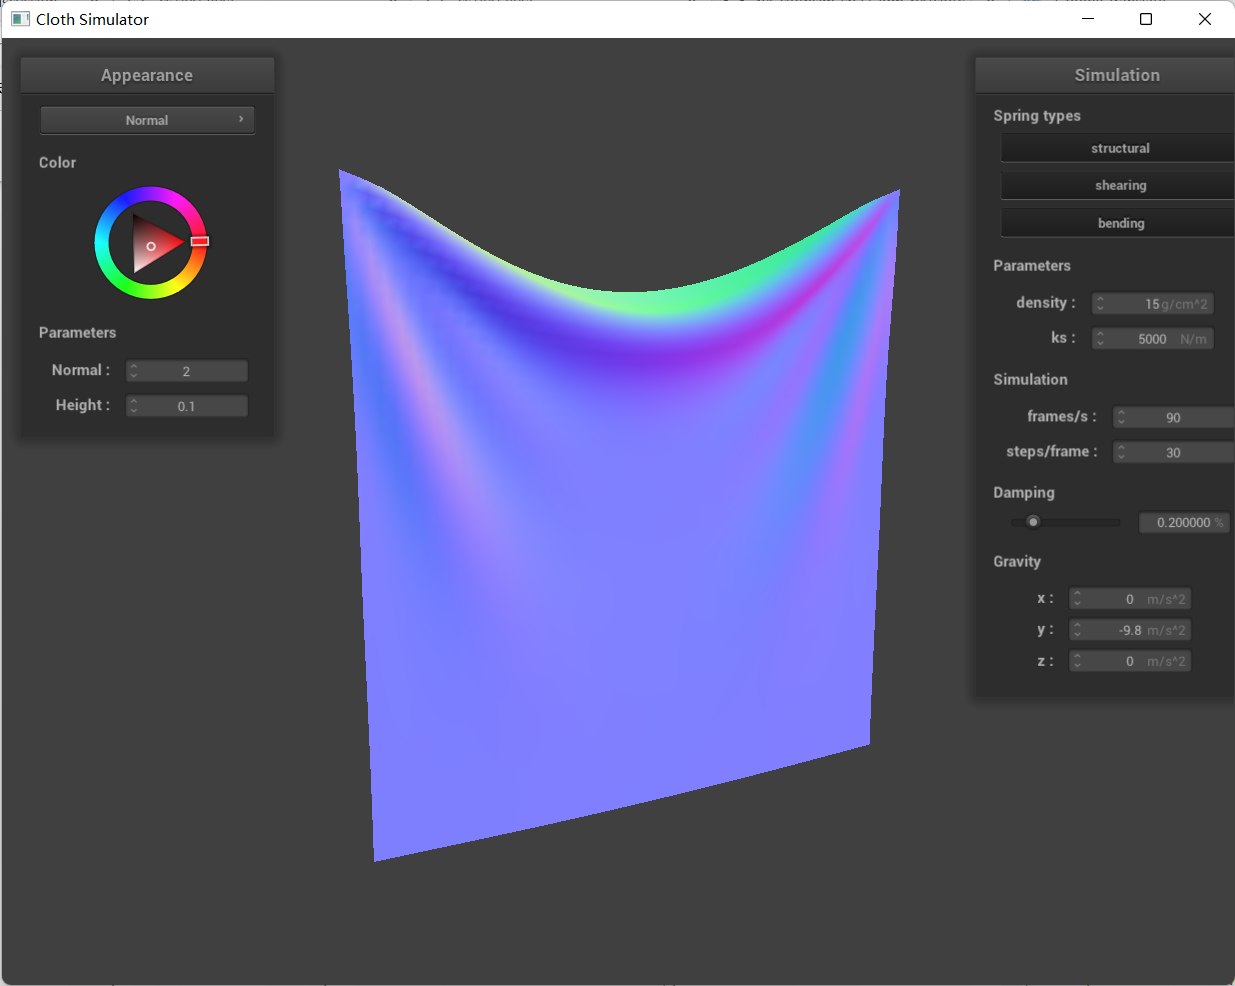 Cloth Simulator
Appearance
Normal
Color
Parameters
Normal : 2
Height : 0.1
Simulation
Spring types
structural
shearing
bending
Parameters
density : 15 g/cm^2
ks : 5000 N/m
Simulation
frames/s : 90
steps/frame : 30
Damping
0.200000 %
Gravity
x : 0 m/s^2
y : -9.8 m/s^2
z : 0 m/s^2